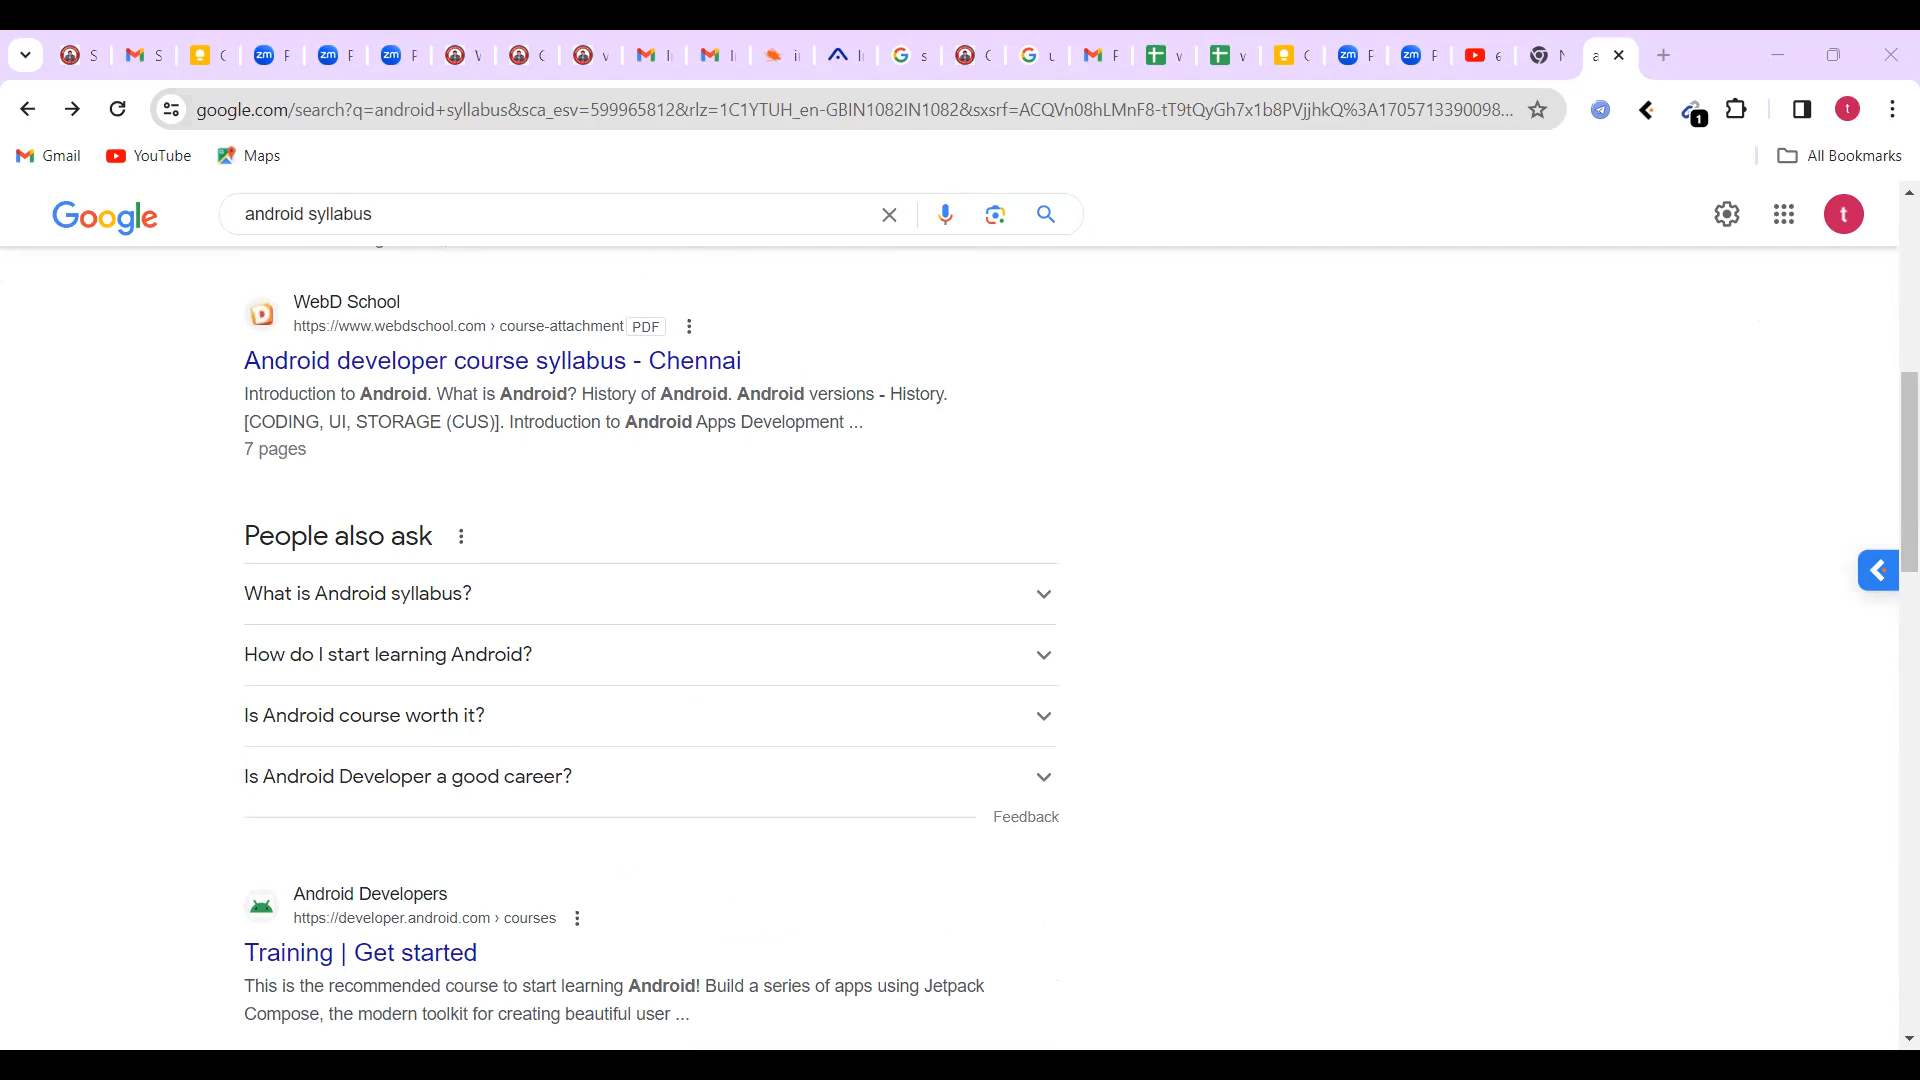 S
S
C
F
F
F
V
C
v
I
I
i
I
s
C
u
F
v
v
C
F
F
e
N
a
google.com/search?q=android+syllabus&sca_esv=599965812&rlz=1C1YTUH_en-GBIN1082IN1082&sxsrf=ACQVn08hLMnF8-tT9tQyGh7x1b8PVjjhkQ%3A1705713390098...
1
t
Gmail
YouTube
Maps
All Bookmarks
Google
android syllabus
t
WebD School
https://www.webdschool.com › course-attachment PDF
Android developer course syllabus - Chennai
Introduction to Android. What is Android? History of Android. Android versions - History.
[CODING, UI, STORAGE (CUS)]. Introduction to Android Apps Development ...
7 pages
People also ask
What is Android syllabus?
How do I start learning Android?
Is Android course worth it?
Is Android Developer a good career?
Feedback
Android Developers
https://developer.android.com › courses
Training | Get started
This is the recommended course to start learning Android! Build a series of apps using Jetpack
Compose, the modern toolkit for creating beautiful user ...